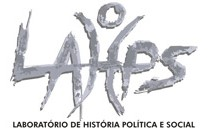 LAHPS
LABORATÓRIO DE HISTÓRIA POLÍTICA E SOCIAL